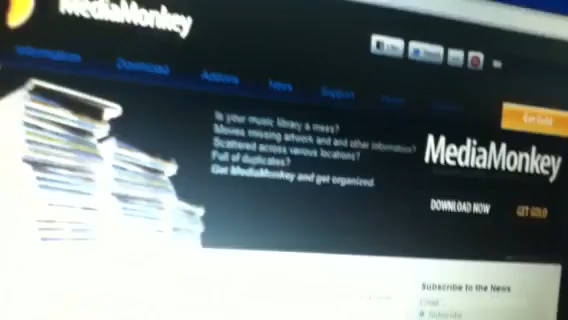 MediaMonkey
Information Download Addons News Support
Get Gold
Is your music library a mess?
Movies missing artwork and and other information?
Scattered across various locations?
Full of duplicates?
Get MediaMonkey and get organized.
MediaMonkey
DOWNLOAD NOW GET GOLD
Subscribe to the News
Email
Subscribe